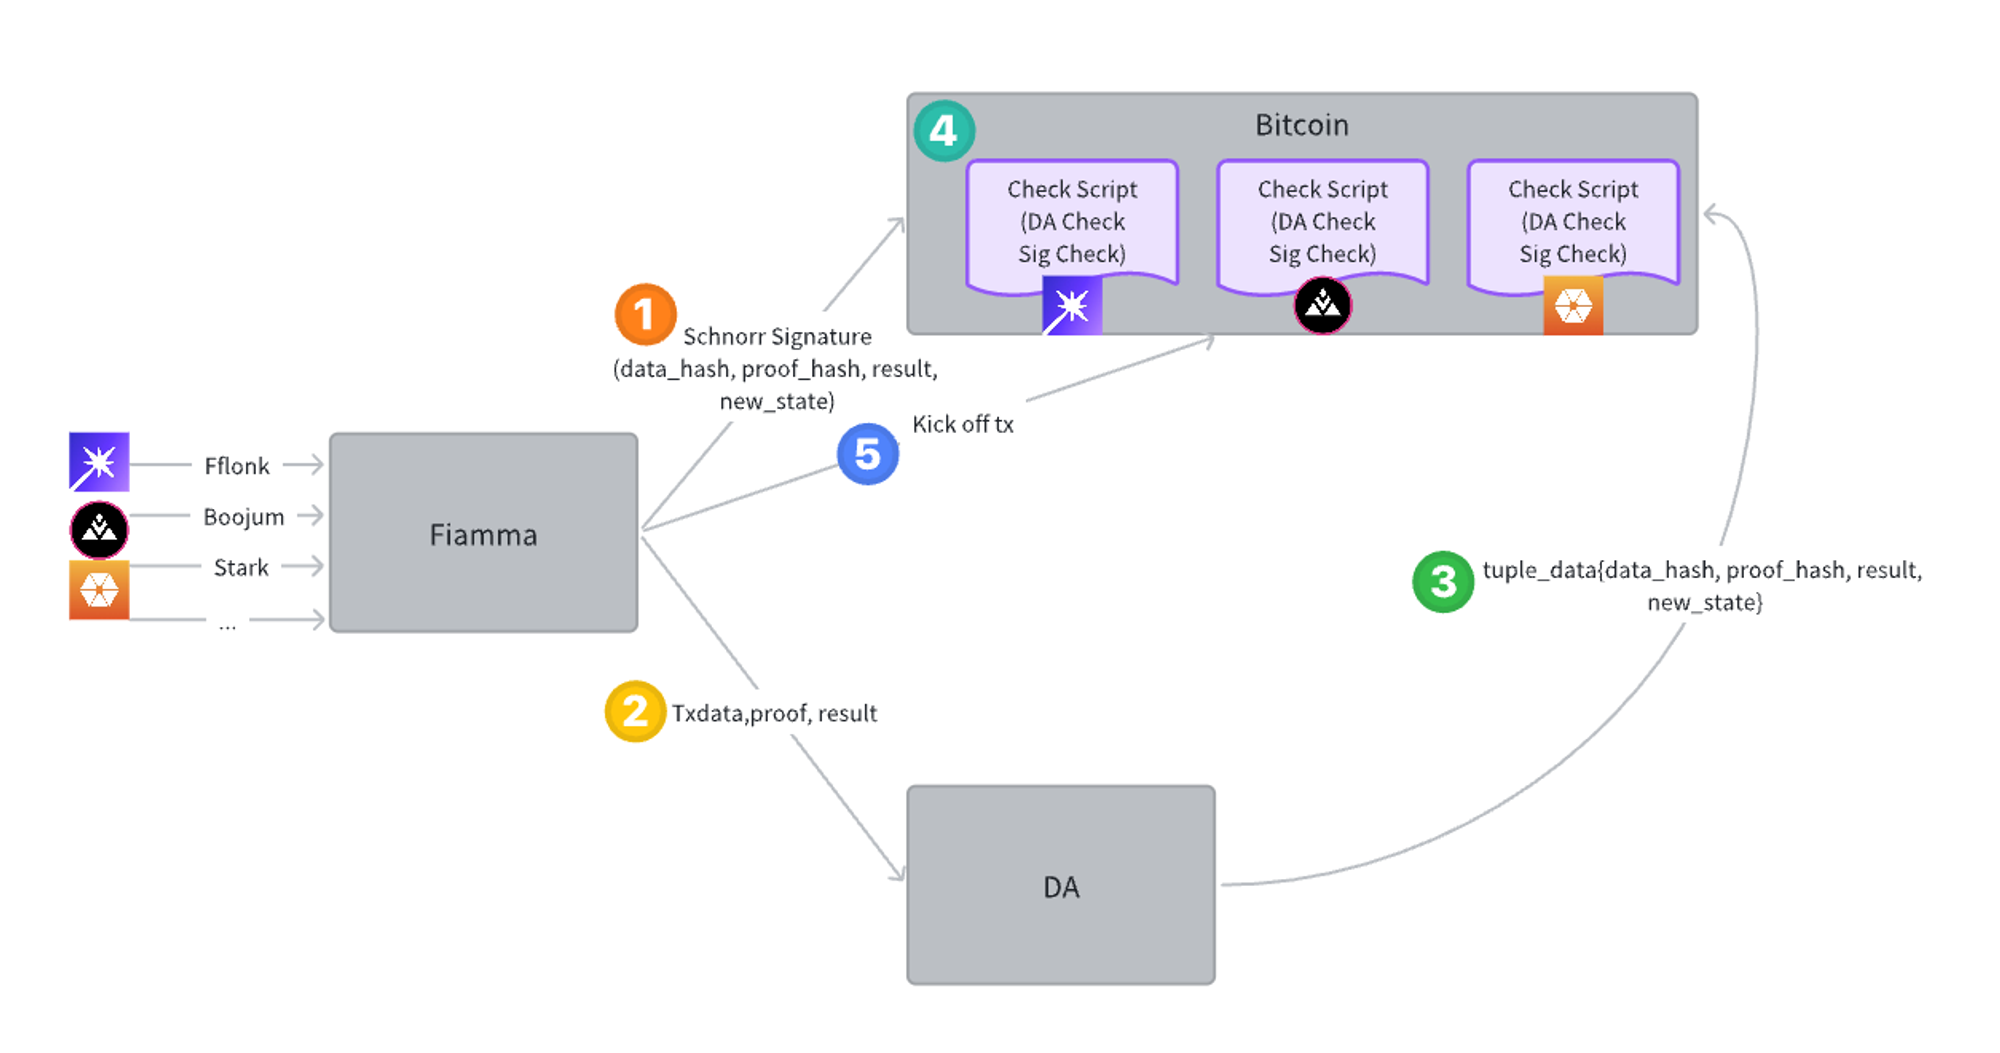 4
Bitcoin
Check Script
(DA Check
Sig Check)
Check Script
(DA Check
Sig Check)
Check Script
(DA Check
Sig Check)
1
Schnorr Signature
(data_hash, proof_hash, result,
new_state)
5
Kick off tx
Fflonk
Boojum
Stark
...
Fiamma
3
tuple_data{data_hash, proof_hash, result,
new_state}
2
Txdata,proof, result
DA